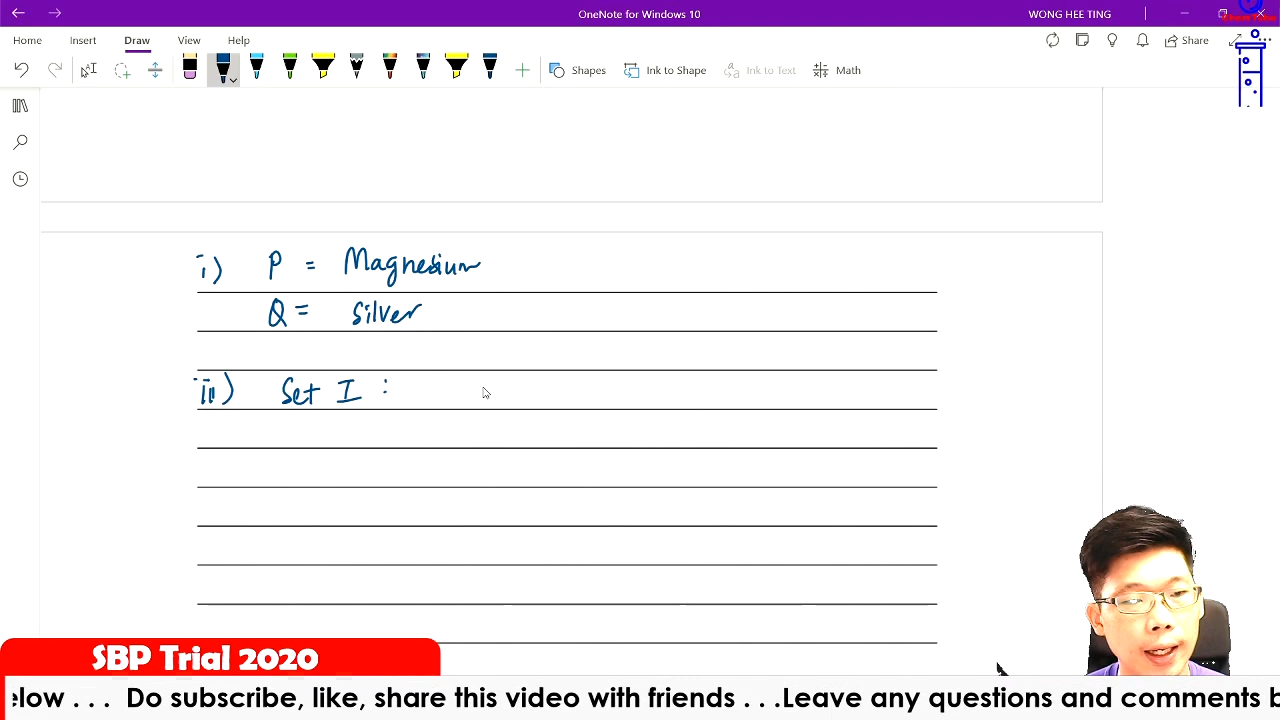 OneNote for Windows 10
WONG HEE TING
Home Insert Draw View Help
Share
Shapes Ink to Shape Ink to Text Math
i) P = Magnesium
Q = Silver
ii) Set I :
SBP Trial 2020
elow . . . Do subscribe, like, share this video with friends . . .Leave any questions and comments b